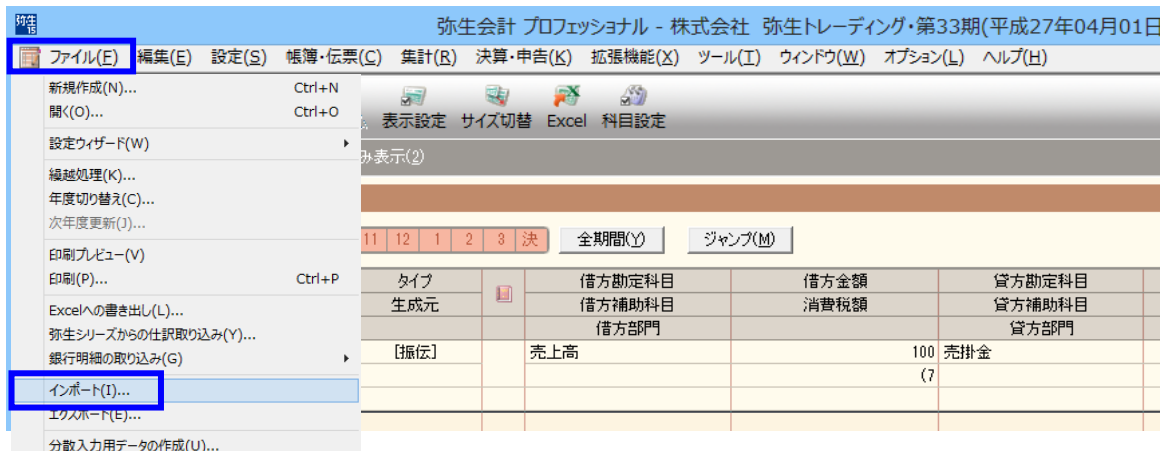 弥生
弥生会計 プロフェッショナル - 株式会社 弥生トレーディング・第33期(平成27年04月01日
ファイル(F) 編集(E) 設定(S) 帳簿・伝票(C) 集計(R) 決算・申告(K) 拡張機能(X) ツール(T) ウィンドウ(W) オプション(L) ヘルプ(H)
新規作成(N)... Ctrl+N
開く(O)... Ctrl+O
表示設定 サイズ切替 Excel 科目設定
設定ウィザード(W)
み表示(2)
繰越処理(K)...
年度切り替え(C)...
次年度更新(J)...
11 12 1 2 3 決 全期間(Y) ジャンプ(M)
印刷プレビュー(V)
印刷(P)... Ctrl+P
タイプ 借方勘定科目 借方金額 貸方勘定科目
生成元 借方補助科目 消費税額 貸方補助科目
借方部門 貸方部門
Excelへの書き出し(L)...
弥生シリーズからの仕訳取り込み(Y)...
銀行明細の取り込み(G)
[振伝] 売上高 100 売掛金
(7
インポート(I)...
エクスポート(E)...
分散入力用データの作成(U)...